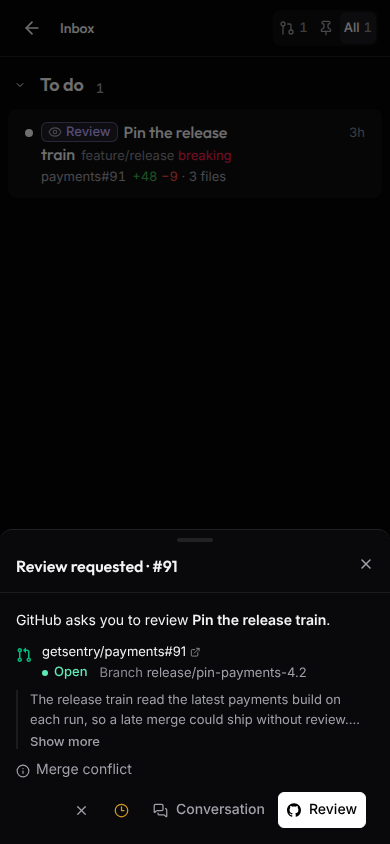 Inbox
1
All 1
To do 1
Review Pin the release 3h
train feature/release breaking
payments#91 +48 −9 · 3 files
Review requested · #91
GitHub asks you to review Pin the release train.
getsentry/payments#91
Open Branch release/pin-payments-4.2
The release train read the latest payments build on
each run, so a late merge could ship without review....
Show more
Merge conflict
Conversation
Review